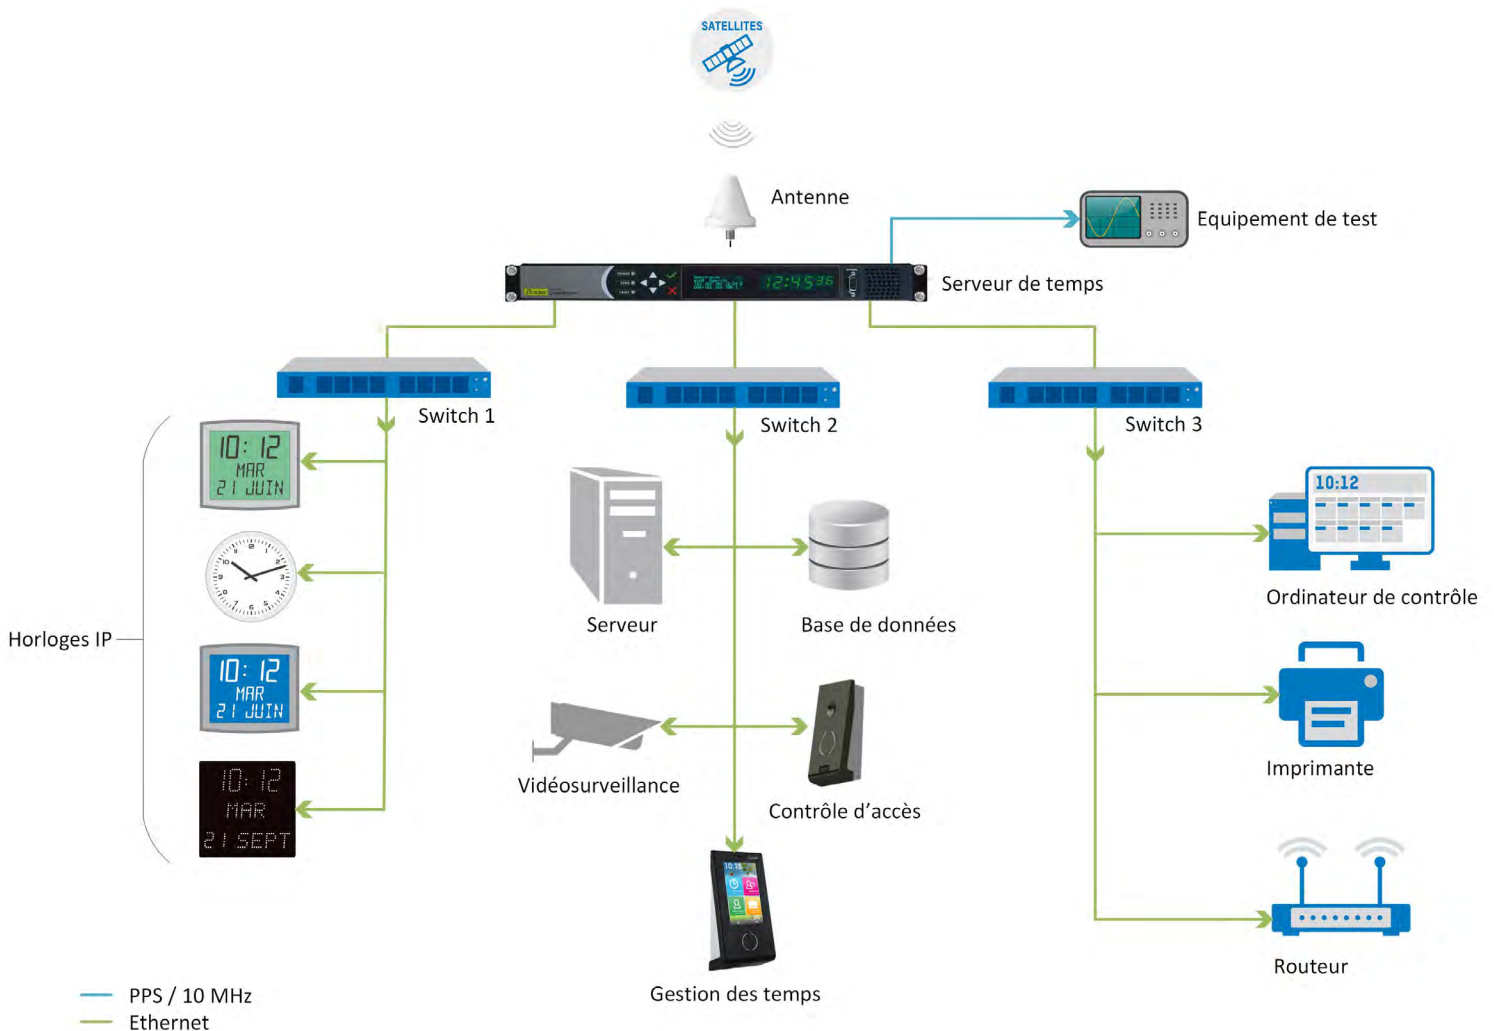 SATELLITES
Antenne
Equipement de test
12:45 36
Serveur de temps
Switch 1
Switch 2
Switch 3
10:12
MAR
21 JUIN
12
Horloges IP
10:12
MAR
21 JUIN
10:12
MAR
21 SEPT
Serveur
Base de données
Vidéosurveillance
Contrôle d’accès
Gestion des temps
10:12
Ordinateur de contrôle
Imprimante
Routeur
PPS / 10 MHz
Ethernet